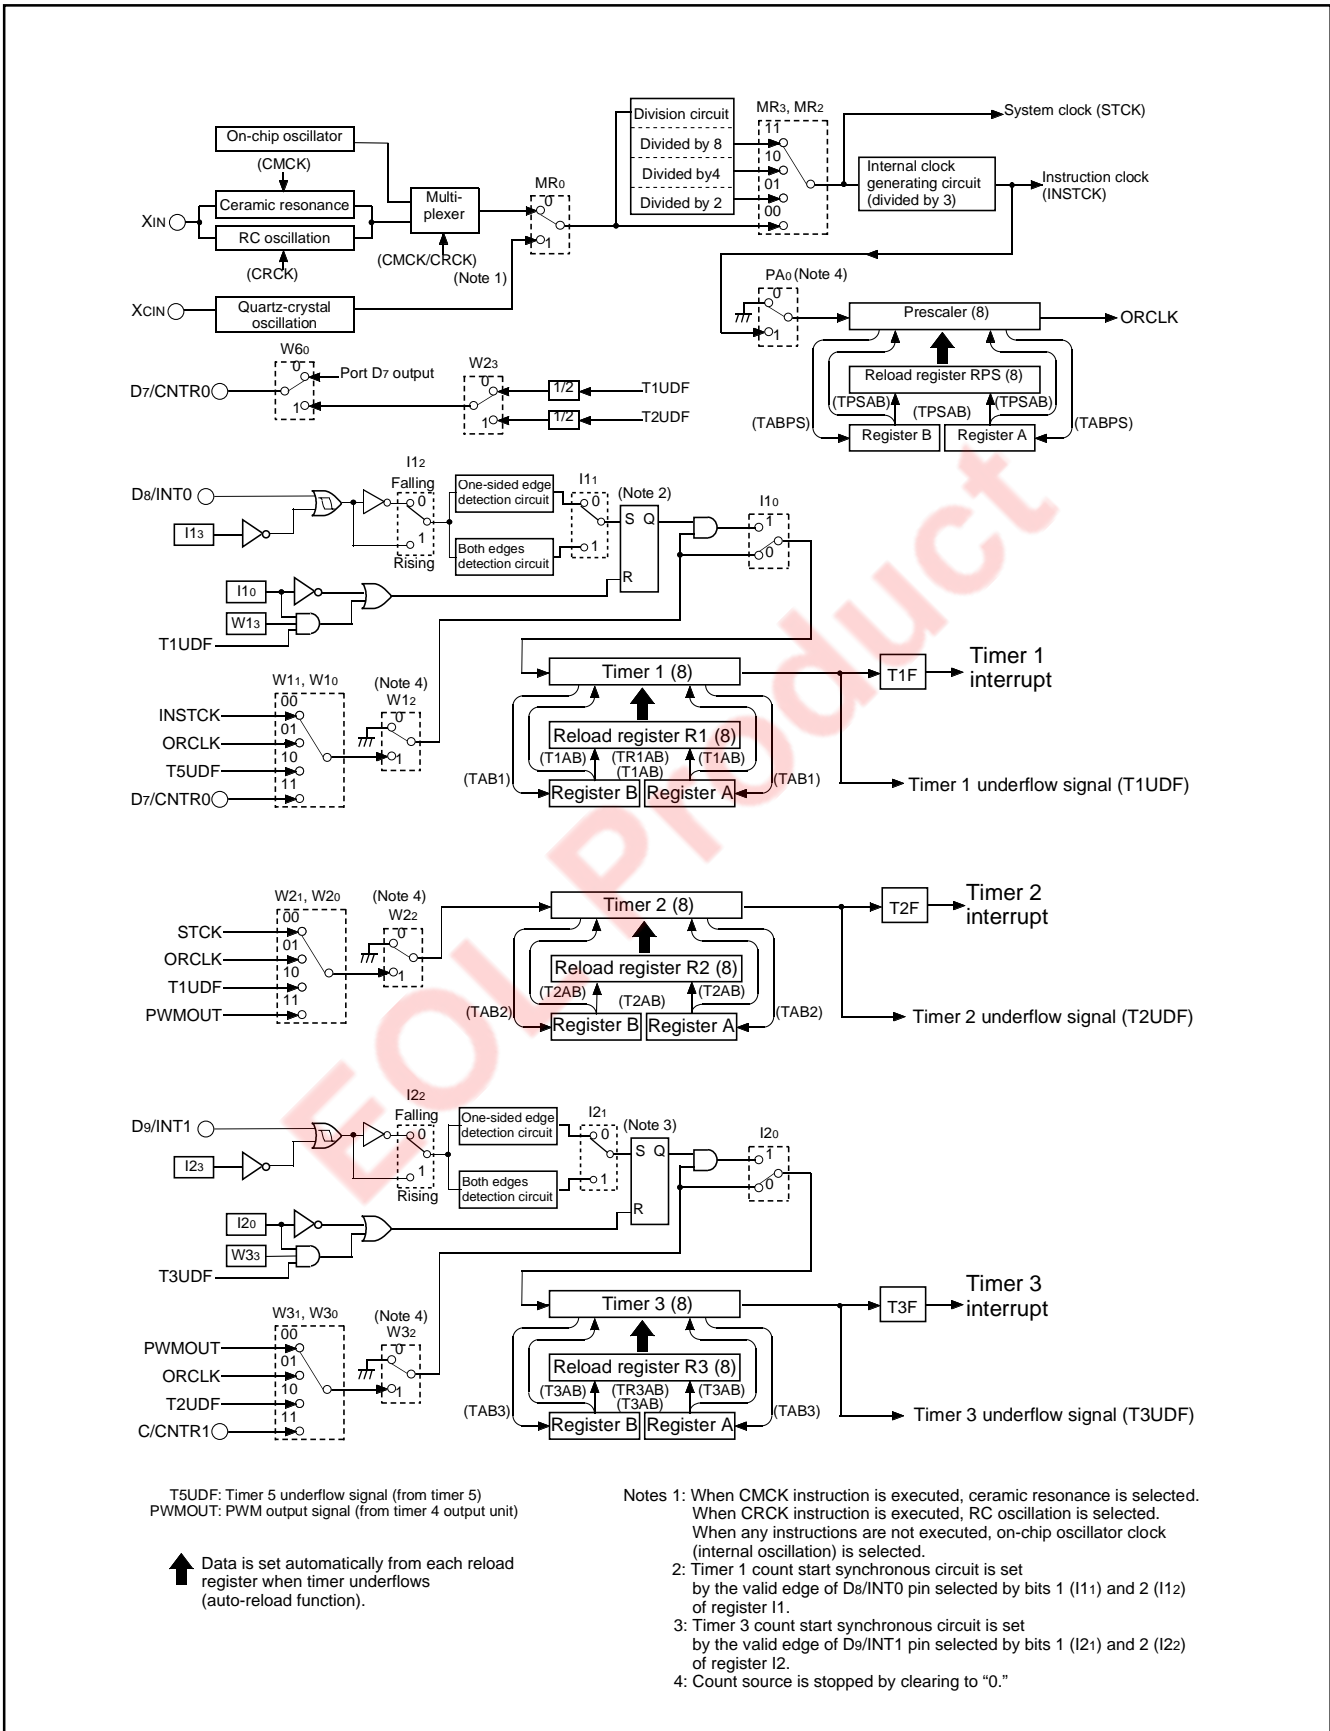 On-chip oscillator
(CMCK)
Ceramic resonance
XIN
RC oscillation
(CRCK)
Multi-
plexer
(CMCK/CRCK)
(Note 1)
MR0
0
1
XCIN
Quartz-crystal
oscillation
Division circuit
Divided by 8
Divided by4
Divided by 2
MR3, MR2
11
10
01
00
System clock (STCK)
Internal clock
generating circuit
(divided by 3)
Instruction clock
(INSTCK)
PA0 (Note 4)
0
1
Prescaler (8)
ORCLK
Reload register RPS (8)
(TPSAB)
(TPSAB)
(TPSAB)
(TABPS)
Register B
Register A
(TABPS)
D7/CNTR0
W60
0
1
Port D7 output
W23
0
1
1/2
T1UDF
1/2
T2UDF
D8/INT0
I13
I12
Falling
0
1
Rising
One-sided edge
detection circuit
Both edges
detection circuit
I11
0
1
(Note 2)
S Q
R
I10
1
0
I10
W13
T1UDF
W11, W10
00
INSTCK
01
ORCLK
10
T5UDF
11
D7/CNTR0
(Note 4)
W12
0
1
Timer 1 (8)
Reload register R1 (8)
(T1AB)
(TR1AB)
(T1AB)
(T1AB)
(TAB1)
Register B
Register A
(TAB1)
T1F
Timer 1
interrupt
Timer 1 underflow signal (T1UDF)
W21, W20
00
STCK
01
ORCLK
10
T1UDF
11
PWMOUT
(Note 4)
W22
0
1
Timer 2 (8)
Reload register R2 (8)
(T2AB)
(T2AB)
(T2AB)
(TAB2)
Register B
Register A
(TAB2)
T2F
Timer 2
interrupt
Timer 2 underflow signal (T2UDF)
D9/INT1
I23
I22
Falling
0
1
Rising
One-sided edge
detection circuit
Both edges
detection circuit
I21
0
1
(Note 3)
S Q
R
I20
1
0
I20
W33
T3UDF
W31, W30
00
PWMOUT
01
ORCLK
10
T2UDF
11
C/CNTR1
(Note 4)
W32
0
1
Timer 3 (8)
Reload register R3 (8)
(T3AB)
(TR3AB)
(T3AB)
(T3AB)
(TAB3)
Register B
Register A
(TAB3)
T3F
Timer 3
interrupt
Timer 3 underflow signal (T3UDF)
EOL Product
T5UDF: Timer 5 underflow signal (from timer 5)
PWMOUT: PWM output signal (from timer 4 output unit)
Data is set automatically from each reload
register when timer underflows
(auto-reload function).
Notes 1: When CMCK instruction is executed, ceramic resonance is selected.
When CRCK instruction is executed, RC oscillation is selected.
When any instructions are not executed, on-chip oscillator clock
(internal oscillation) is selected.
2: Timer 1 count start synchronous circuit is set
by the valid edge of D8/INT0 pin selected by bits 1 (I11) and 2 (I12)
of register I1.
3: Timer 3 count start synchronous circuit is set
by the valid edge of D9/INT1 pin selected by bits 1 (I21) and 2 (I22)
of register I2.
4: Count source is stopped by clearing to “0.”